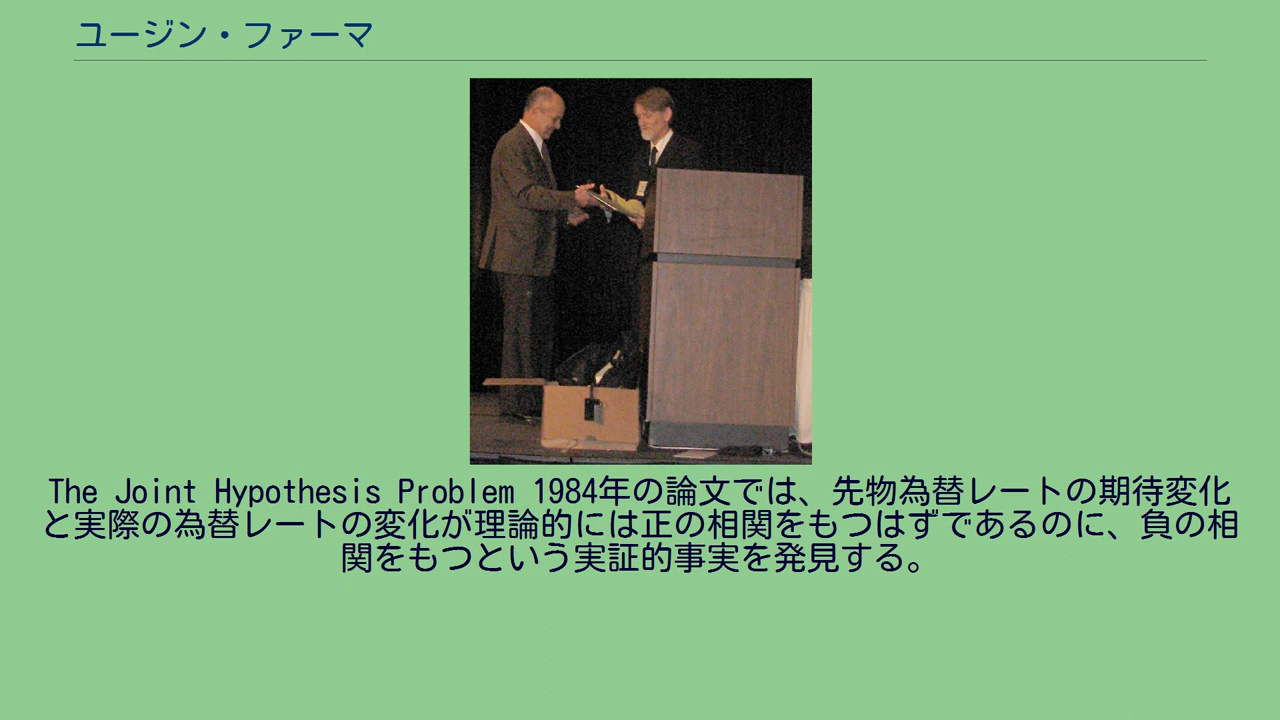 ユージン・ファーマ
The Joint Hypothesis Problem 1984年の論文では、先物為替レートの期待変化
と実際の為替レートの変化が理論的には正の相関をもつはずであるのに、負の相
関をもつという実証的事実を発見する。